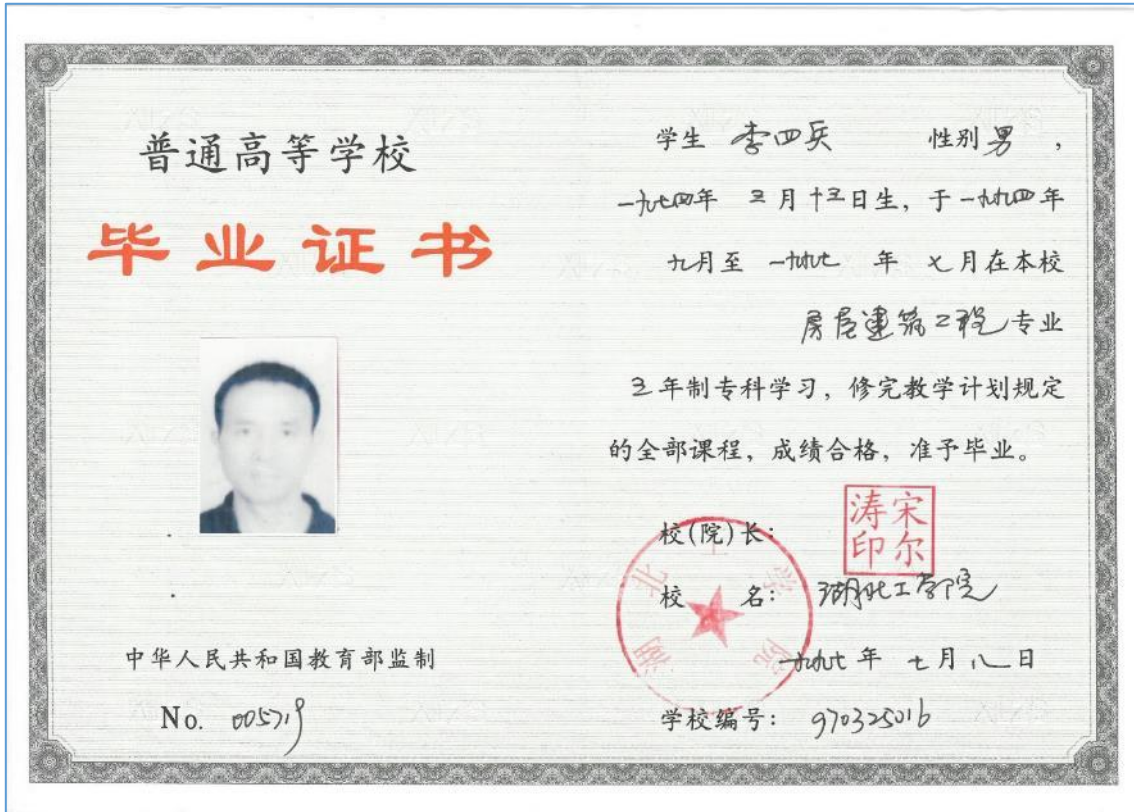 普通高等学校
毕业证书
中华人民共和国教育部监制
No. 005719
学生 李四兵 性别 男 ，
一九七四年 三月十三日生，于一九九四年
九月至 一九九七 年 七月在本校
房屋建筑工程 专业
三年制专科学习，修完教学计划规定
的全部课程，成绩合格，准予毕业。
校(院)长：
宋尔涛印
校 名： 湖北工学院
湖北工学院
一九九七 年 七月 八 日
学校编号： 970325016